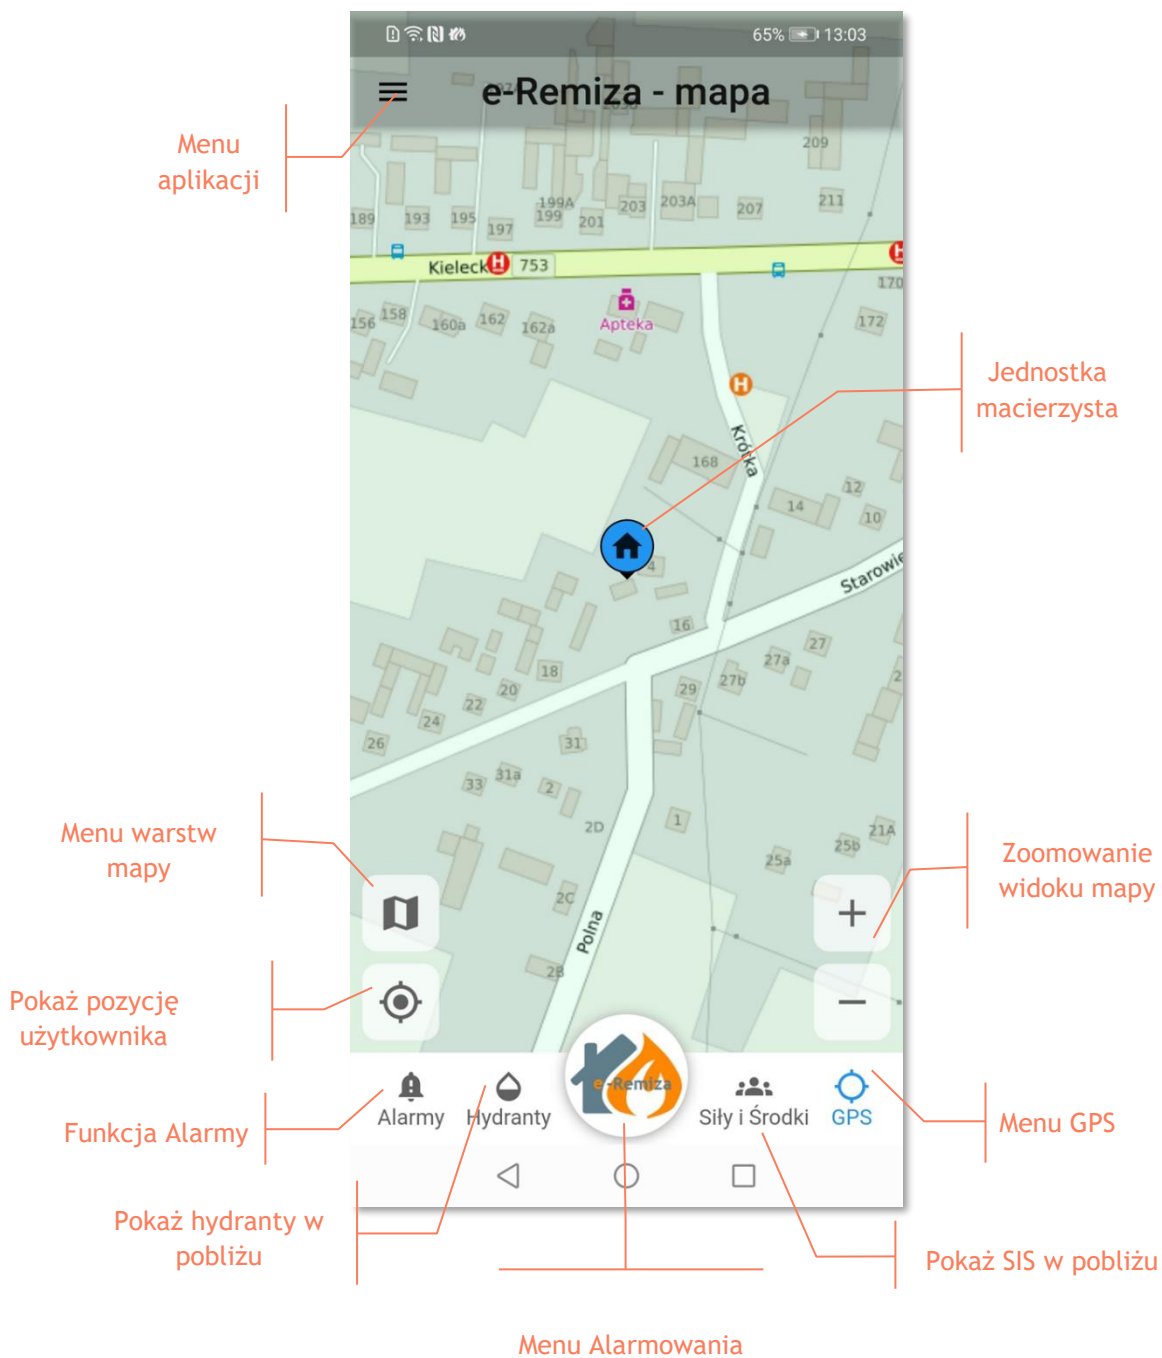 65% 13:03
e-Remiza - mapa
Menu
aplikacji
209
189
193
195
197
199A
199
201
203
203A
207
211
Kieleck
753
170
156
158
160a
162
162a
Apteka
172
Jednostka
macierzysta
Krótka
168
12
14
10
4
Starowie
16
27
27a
27b
29
18
20
22
24
26
31
31a
33
2
2D
1
21A
25b
25a
2C
2B
Polna
Menu warstw
mapy
Zoomowanie
widoku mapy
Pokaż pozycję
użytkownika
e-Remiza
Alarmy
Hydranty
Siły i Środki
GPS
Funkcja Alarmy
Menu GPS
Pokaż hydranty w
pobliżu
Pokaż SIS w pobliżu
Menu Alarmowania